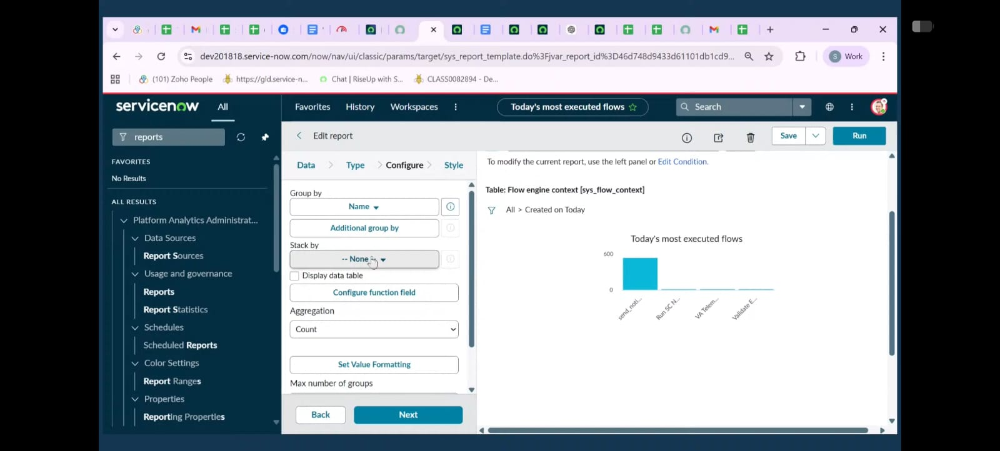 dev201818.service-now.com/now/nav/ui/classic/params/target/sys_report_template.do%3Fjvar_report_id%3D46d748d9433d61101db1cd9...
S Work
(101) Zoho People
https://gld.service-n...
Chat | RiseUp with S...
CLASS0082894 - De...
servicenow
All
Favorites
History
Workspaces
Today's most executed flows
Search
reports
FAVORITES
No Results
ALL RESULTS
Platform Analytics Administrat...
Data Sources
Report Sources
Usage and governance
Reports
Report Statistics
Schedules
Scheduled Reports
Color Settings
Report Ranges
Properties
Reporting Properties
Edit report
Save
Run
Data
Type
Configure
Style
Group by
Name
Additional group by
Stack by
-- None
Display data table
Configure function field
Aggregation
Count
Set Value Formatting
Max number of groups
Back
Next
To modify the current report, use the left panel or Edit Condition.
Table: Flow engine context [sys_flow_context]
All > Created on Today
Today's most executed flows
600
0
send_noti...
Run SC N...
VA Telem...
Validate E...